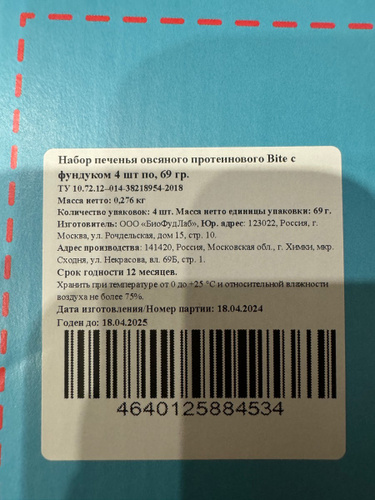 Набор печенья овсяного протеинового Bite с
фундуком 4 шт по, 69 гр.
ТУ 10.72.12–014-38218954-2018
Масса нетто: 0,276 кг
Количество упаковок: 4 шт. Масса нетто единицы упаковки: 69 г.
Изготовитель: ООО «БиоФудЛаб», Юр. адрес: 123022, Россия, г.
Москва, ул. Рочдельская, дом 15, стр. 10.
Адрес производства: 141420, Россия, Московская обл., г. Химки, мкр.
Сходня, ул. Некрасова, вл. 69Б, стр. 1.
Срок годности 12 месяцев.
Хранить при температуре от 0 до +25 °С и относительной влажности
воздуха не более 75%.
Дата изготовления/Номер партии: 18.04.2024
Годен до: 18.04.2025
4640125884534